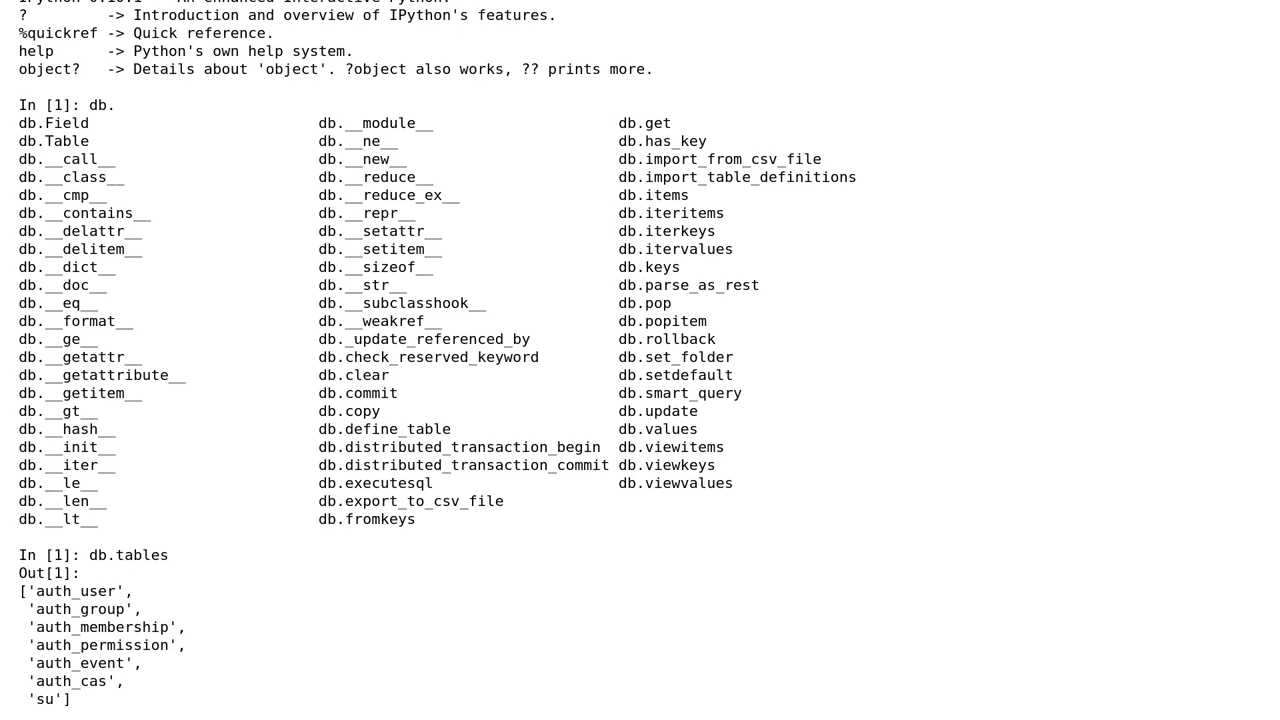 IPython 0.10.1 -- An enhanced Interactive Python.
? -> Introduction and overview of IPython's features.
%quickref -> Quick reference.
help -> Python's own help system.
object? -> Details about 'object'. ?object also works, ?? prints more.
In [1]: db.
db.Field db.__module__ db.get
db.Table db.__ne__ db.has_key
db.__call__ db.__new__ db.import_from_csv_file
db.__class__ db.__reduce__ db.import_table_definitions
db.__cmp__ db.__reduce_ex__ db.items
db.__contains__ db.__repr__ db.iteritems
db.__delattr__ db.__setattr__ db.iterkeys
db.__delitem__ db.__setitem__ db.itervalues
db.__dict__ db.__sizeof__ db.keys
db.__doc__ db.__str__ db.parse_as_rest
db.__eq__ db.__subclasshook__ db.pop
db.__format__ db.__weakref__ db.popitem
db.__ge__ db._update_referenced_by db.rollback
db.__getattr__ db.check_reserved_keyword db.set_folder
db.__getattribute__ db.clear db.setdefault
db.__getitem__ db.commit db.smart_query
db.__gt__ db.copy db.update
db.__hash__ db.define_table db.values
db.__init__ db.distributed_transaction_begin db.viewitems
db.__iter__ db.distributed_transaction_commit db.viewkeys
db.__le__ db.executesql db.viewvalues
db.__len__ db.export_to_csv_file
db.__lt__ db.fromkeys
In [1]: db.tables
Out[1]:
['auth_user',
'auth_group',
'auth_membership',
'auth_permission',
'auth_event',
'auth_cas',
'su']